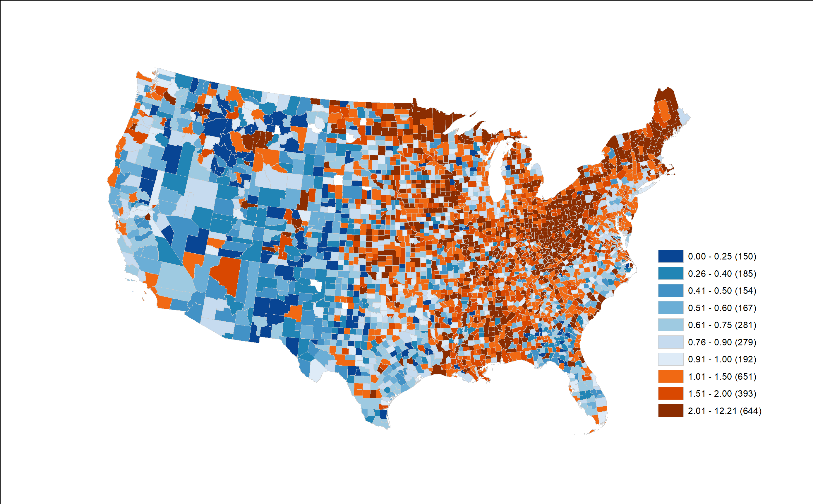 0.00 - 0.25 (150)
0.26 - 0.40 (185)
0.41 - 0.50 (154)
0.51 - 0.60 (167)
0.61 - 0.75 (281)
0.76 - 0.90 (279)
0.91 - 1.00 (192)
1.01 - 1.50 (651)
1.51 - 2.00 (393)
2.01 - 12.21 (644)